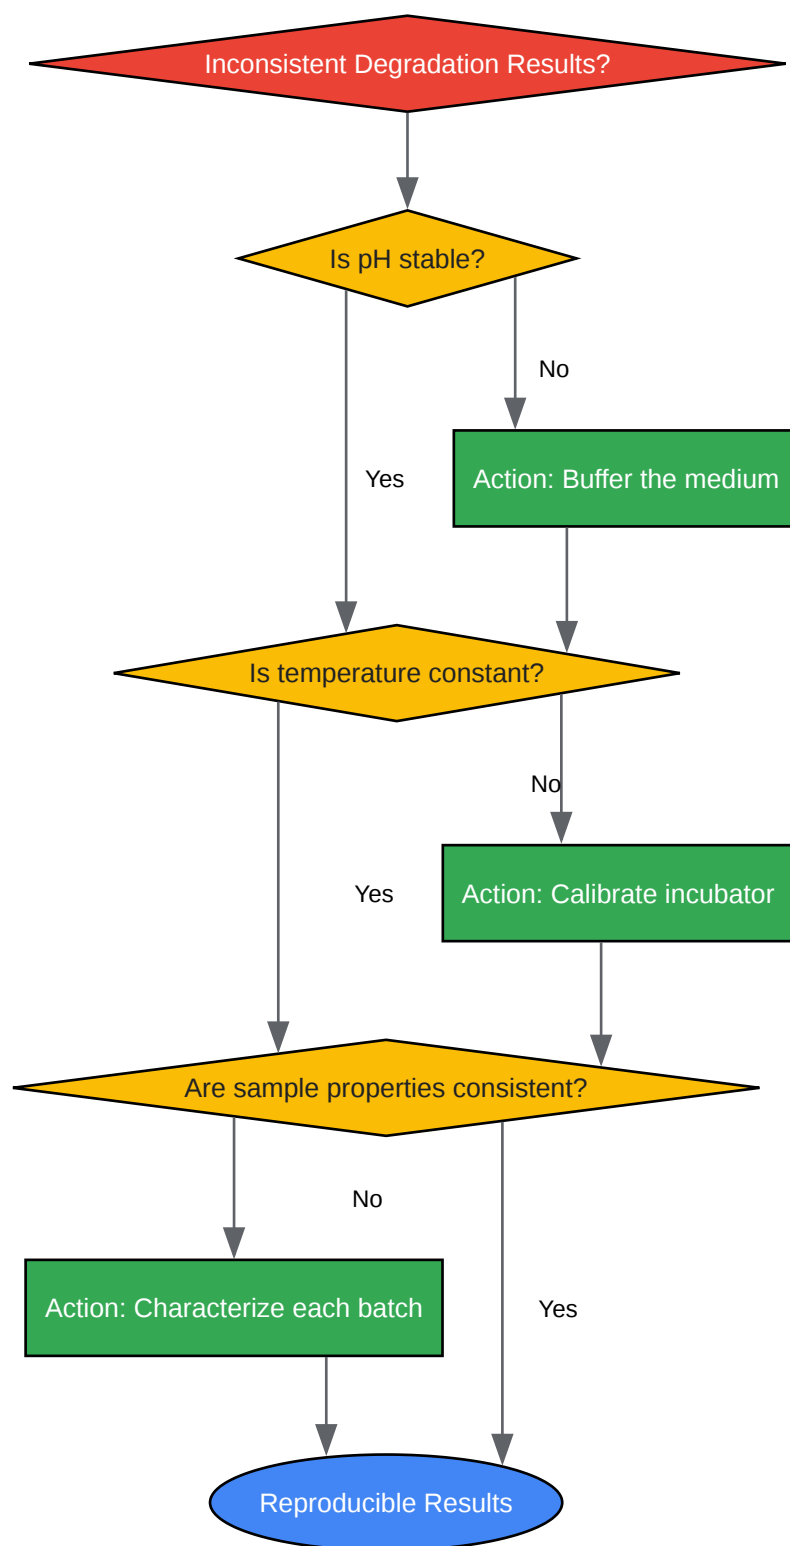 Inconsistent Degradation Results?
Is pH stable?
No
Yes
Action: Buffer the medium
Is temperature constant?
No
Yes
Action: Calibrate incubator
Are sample properties consistent?
No
Action: Characterize each batch
Yes
Reproducible Results